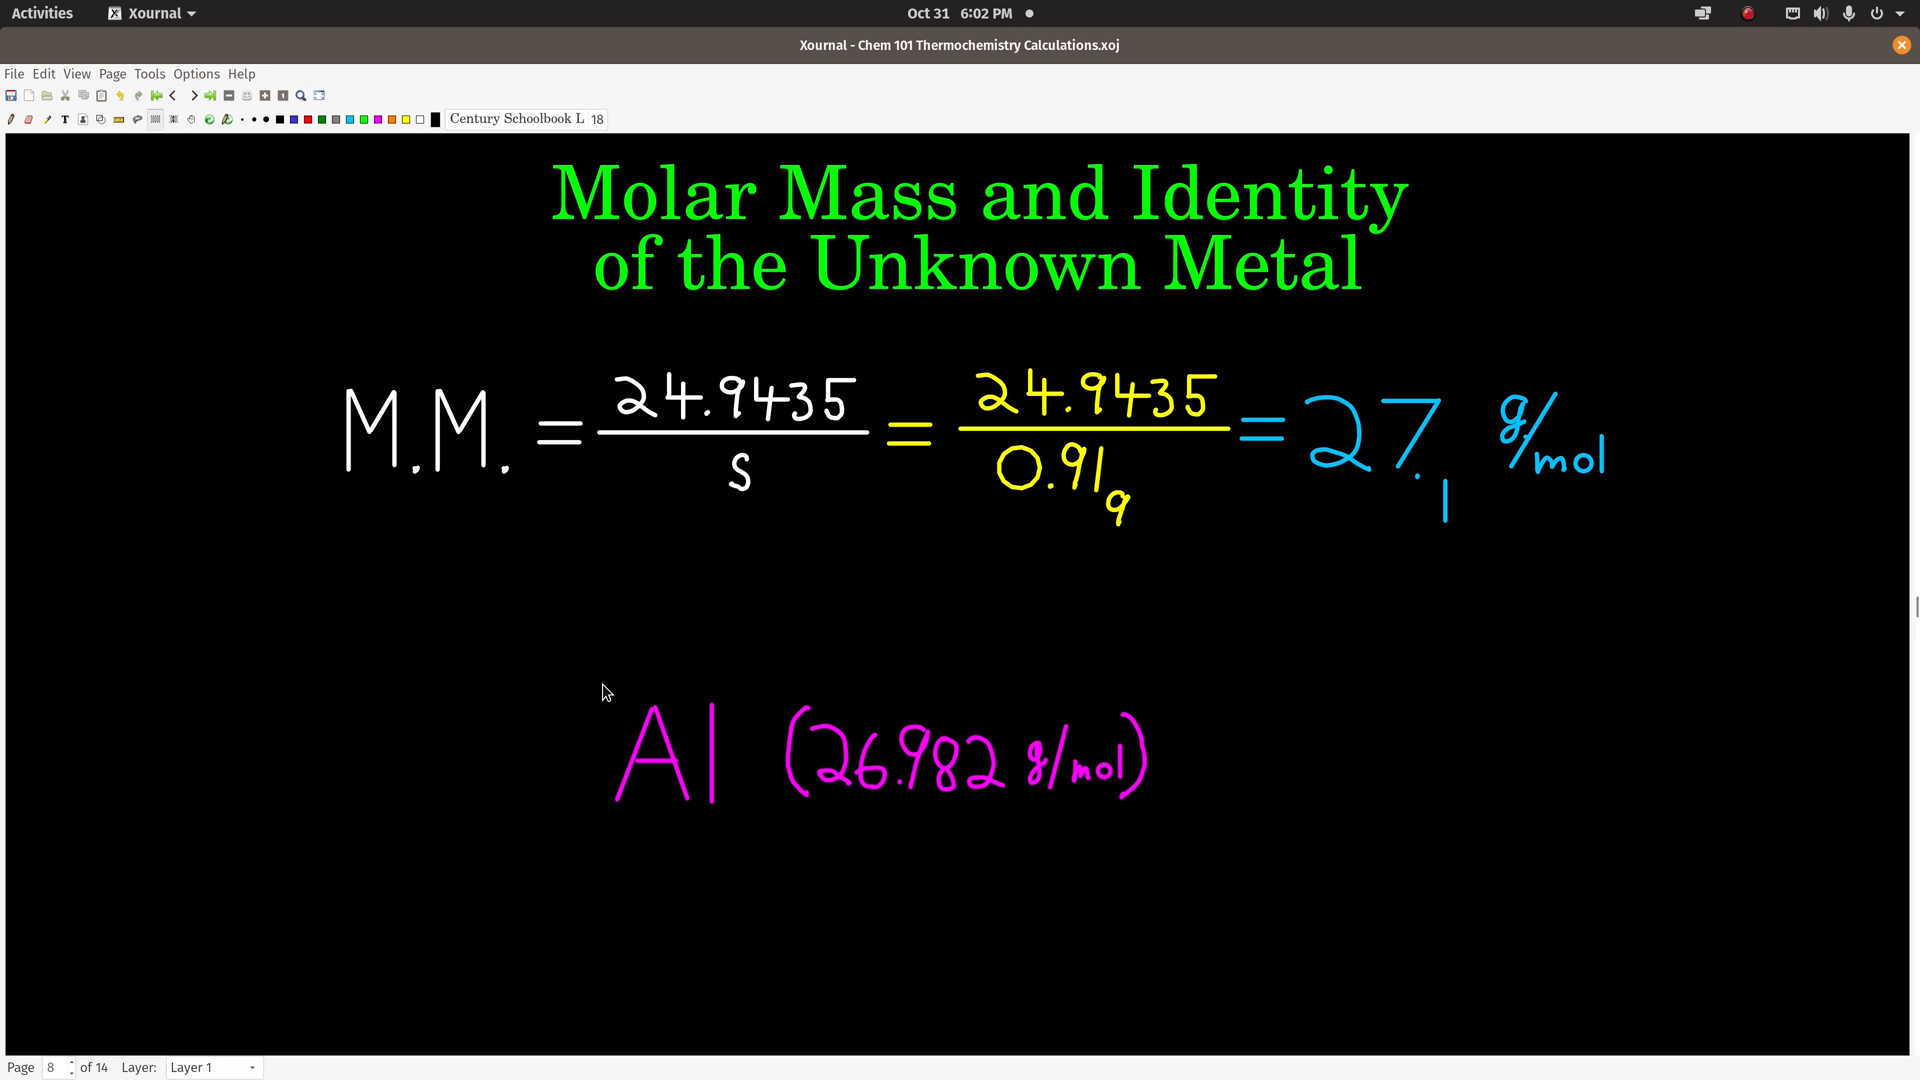 Activities Xournal Oct 31 6:02 PM
Xournal - Chem 101 Thermochemistry Calculations.xoj
File Edit View Page Tools Options Help
Century Schoolbook L 18
Molar Mass and Identity
of the Unknown Metal
M.M. = 24.9435/s = 24.9435/0.91₉ = 27.₁ g/mol
Al (26.982 g/mol)
Page 8 of 14 Layer: Layer 1